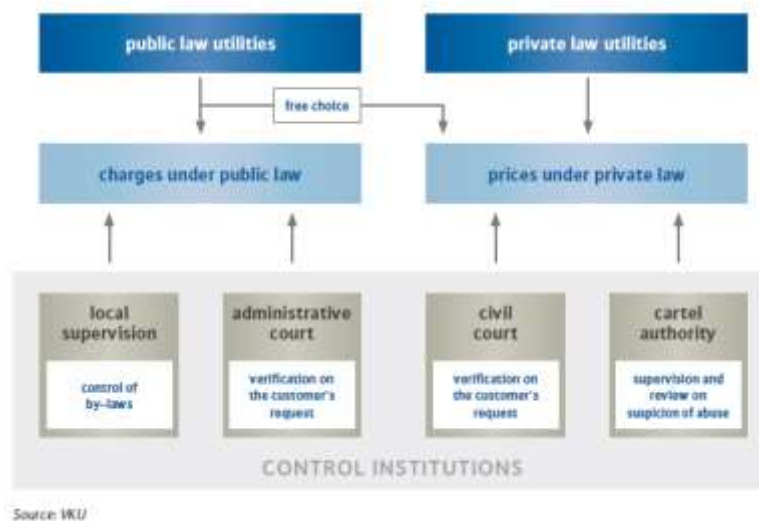 public law utilities
private law utilities
free choice
charges under public law
prices under private law
local
supervision
control of
by-laws
administrative
court
verification on
the customer's
request
civil
court
verification on
the customer's
request
cartel
authority
supervision and
review on
suspicion of abuse
CONTROL INSTITUTIONS
Source: VKU